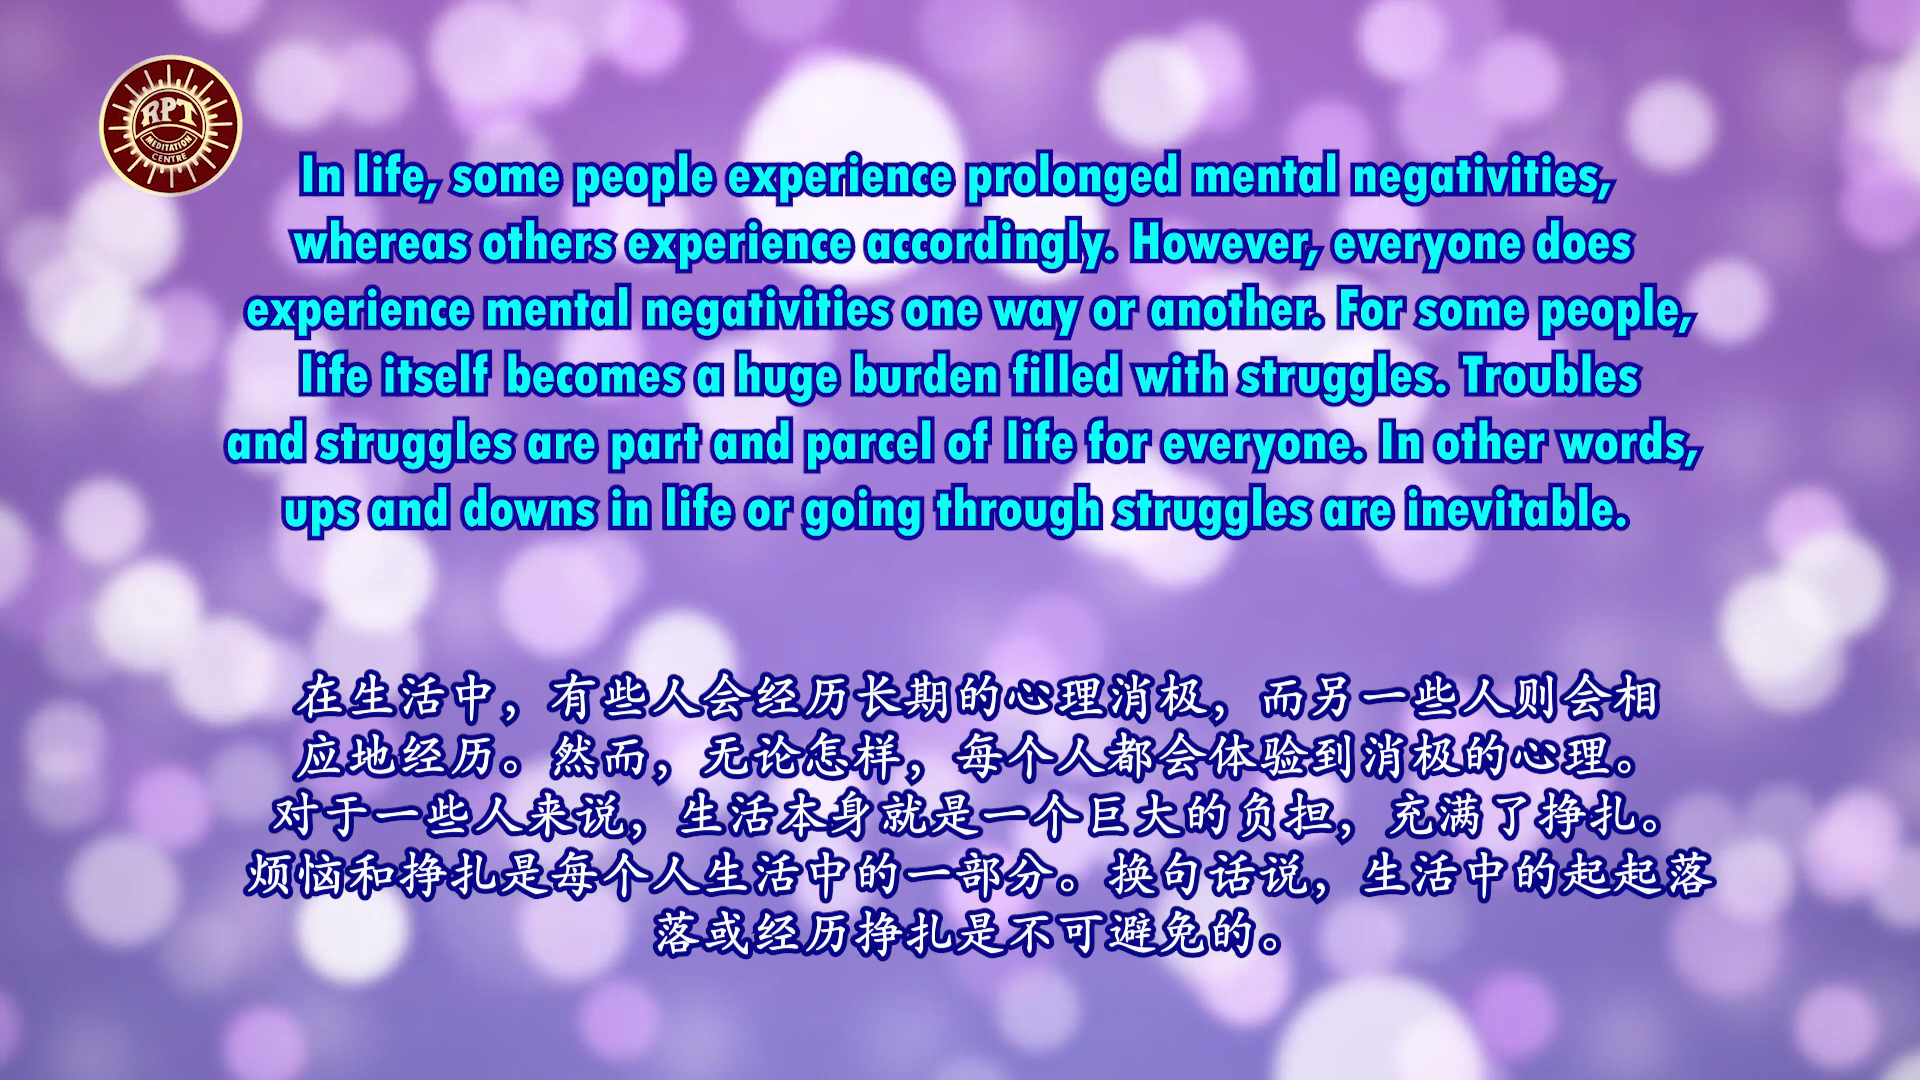 RPT
MEDITATION
CENTRE
In life, some people experience prolonged mental negativities,
whereas others experience accordingly. However, everyone does
experience mental negativities one way or another. For some people,
life itself becomes a huge burden filled with struggles. Troubles
and struggles are part and parcel of life for everyone. In other words,
ups and downs in life or going through struggles are inevitable.
在生活中，有些人会经历长期的心理消极，而另一些人则会相
应地经历。然而，无论怎样，每个人都会体验到消极的心理。
对于一些人来说，生活本身就是一个巨大的负担，充满了挣扎。
烦恼和挣扎是每个人生活中的一部分。换句话说，生活中的起起落
落或经历挣扎是不可避免的。